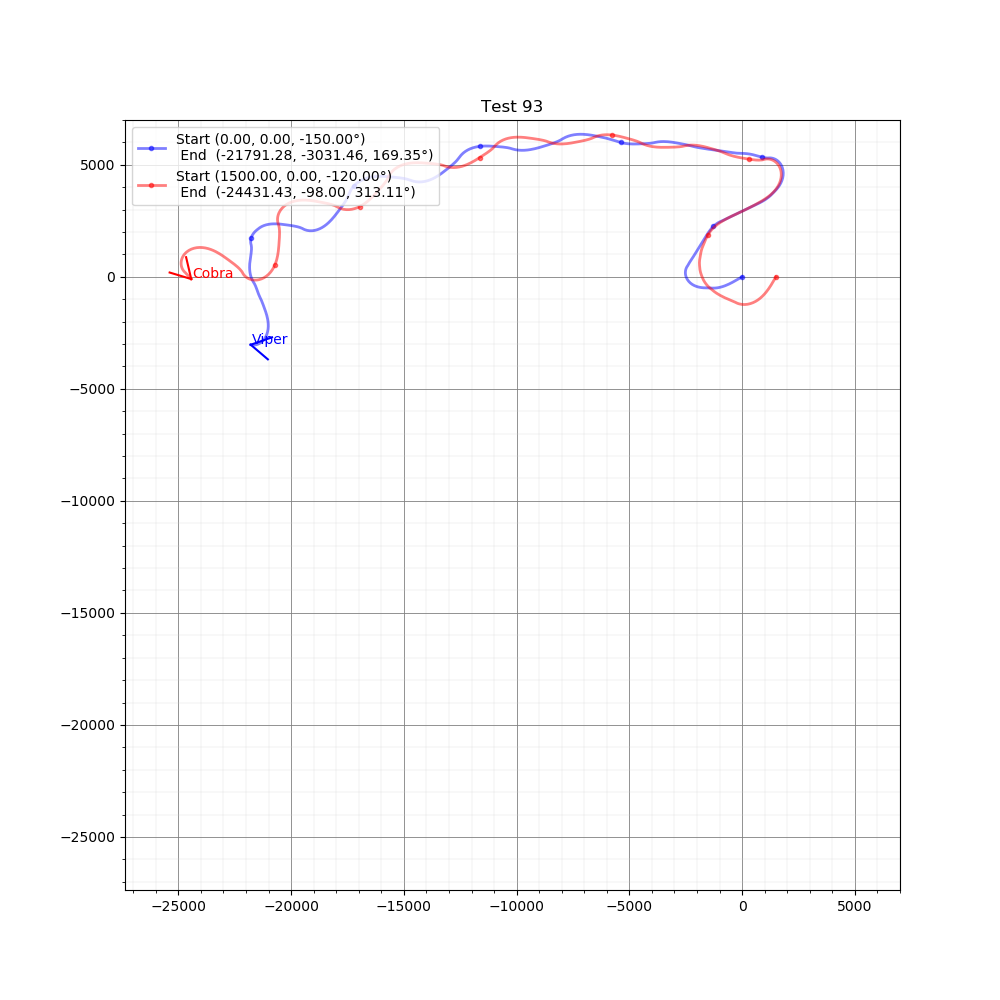 Test 93
Start (0.00, 0.00, -150.00°)
End (-21791.28, -3031.46, 169.35°)
Start (1500.00, 0.00, -120.00°)
End (-24431.43, -98.00, 313.11°)
5000
0
−5000
−10000
−15000
−20000
−25000
Cobra
Viper
−25000 −20000 −15000 −10000 −5000 0 5000